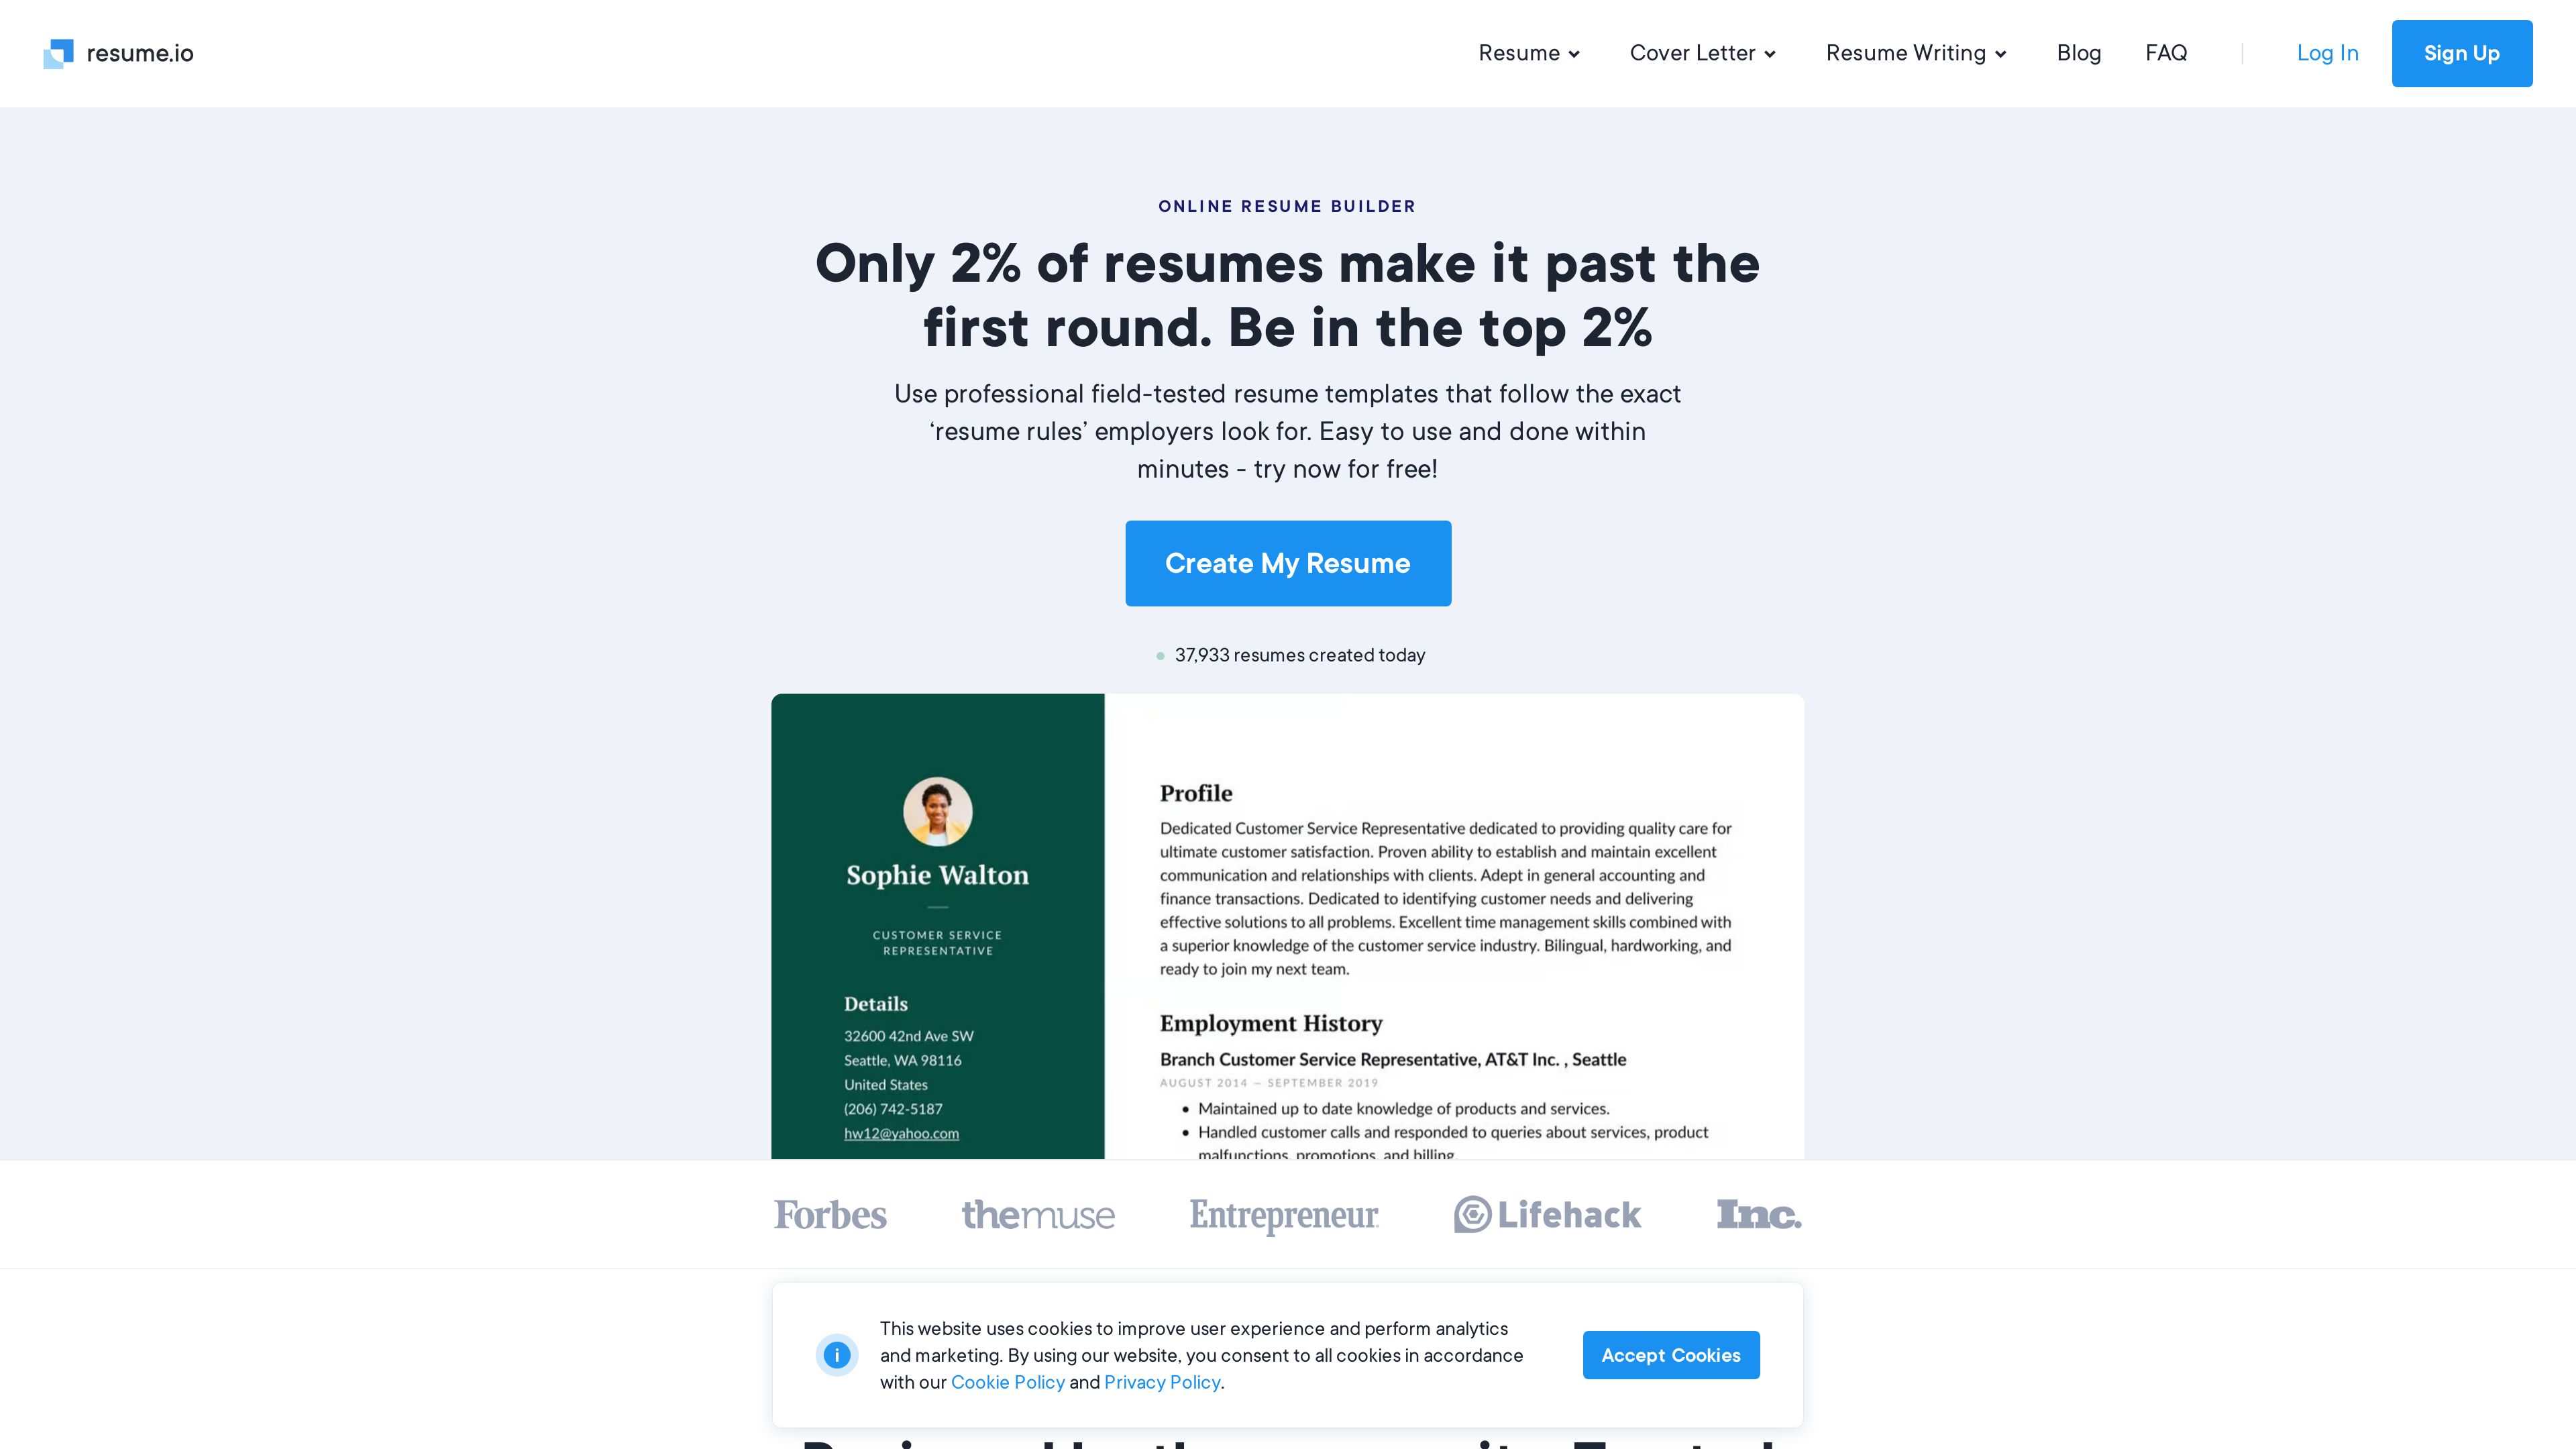 resume.io
Resume
Cover Letter
Resume Writing
Blog
FAQ
Log In
Sign Up
ONLINE RESUME BUILDER
Only 2% of resumes make it past the
first round. Be in the top 2%
Use professional field-tested resume templates that follow the exact
‘resume rules’ employers look for. Easy to use and done within
minutes - try now for free!
Create My Resume
37,933 resumes created today
Sophie Walton
CUSTOMER SERVICE
REPRESENTATIVE
Details
32600 42nd Ave SW
Seattle, WA 98116
United States
(206) 742-5187
hw12@yahoo.com
Profile
Dedicated Customer Service Representative dedicated to providing quality care for
ultimate customer satisfaction. Proven ability to establish and maintain excellent
communication and relationships with clients. Adept in general accounting and
finance transactions. Dedicated to identifying customer needs and delivering
effective solutions to all problems. Excellent time management skills combined with
a superior knowledge of the customer service industry. Bilingual, hardworking, and
ready to join my next team.
Employment History
Branch Customer Service Representative, AT&T Inc. , Seattle
AUGUST 2014 — SEPTEMBER 2019
• Maintained up to date knowledge of products and services.
• Handled customer calls and responded to queries about services, product
malfunctions, promotions, and billing.
Forbes
themuse
Entrepreneur
Lifehack
Inc.
This website uses cookies to improve user experience and perform analytics
and marketing. By using our website, you consent to all cookies in accordance
with our Cookie Policy and Privacy Policy.
Accept Cookies